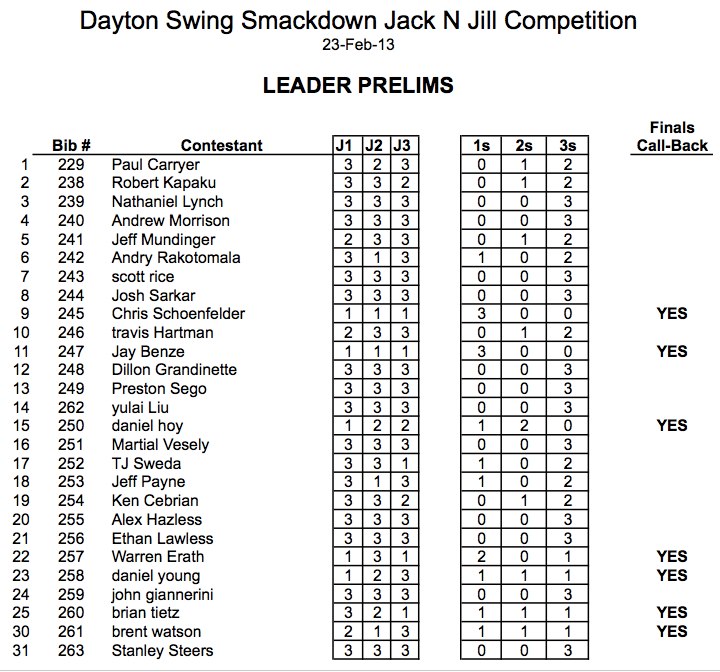 Dayton Swing Smackdown Jack N Jill Competition
23-Feb-13
LEADER PRELIMS
Finals
Bib # Contestant J1 J2 J3 1s 2s 3s Call-Back
1 229 Paul Carryer 3 2 3 0 1 2
2 238 Robert Kapaku 3 3 2 0 1 2
3 239 Nathaniel Lynch 3 3 3 0 0 3
4 240 Andrew Morrison 3 3 3 0 0 3
5 241 Jeff Mundinger 2 3 3 0 1 2
6 242 Andry Rakotomala 3 1 3 1 0 2
7 243 scott rice 3 3 3 0 0 3
8 244 Josh Sarkar 3 3 3 0 0 3
9 245 Chris Schoenfelder 1 1 1 3 0 0 YES
10 246 travis Hartman 2 3 3 0 1 2
11 247 Jay Benze 1 1 1 3 0 0 YES
12 248 Dillon Grandinette 3 3 3 0 0 3
13 249 Preston Sego 3 3 3 0 0 3
14 262 yulai Liu 3 3 3 0 0 3
15 250 daniel hoy 1 2 2 1 2 0 YES
16 251 Martial Vesely 3 3 3 0 0 3
17 252 TJ Sweda 3 3 1 1 0 2
18 253 Jeff Payne 3 1 3 1 0 2
19 254 Ken Cebrian 3 3 2 0 1 2
20 255 Alex Hazless 3 3 3 0 0 3
21 256 Ethan Lawless 3 3 3 0 0 3
22 257 Warren Erath 1 3 1 2 0 1 YES
23 258 daniel young 1 2 3 1 1 1 YES
24 259 john giannerini 3 3 3 0 0 3
25 260 brian tietz 3 2 1 1 1 1 YES
30 261 brent watson 2 1 3 1 1 1 YES
31 263 Stanley Steers 3 3 3 0 0 3